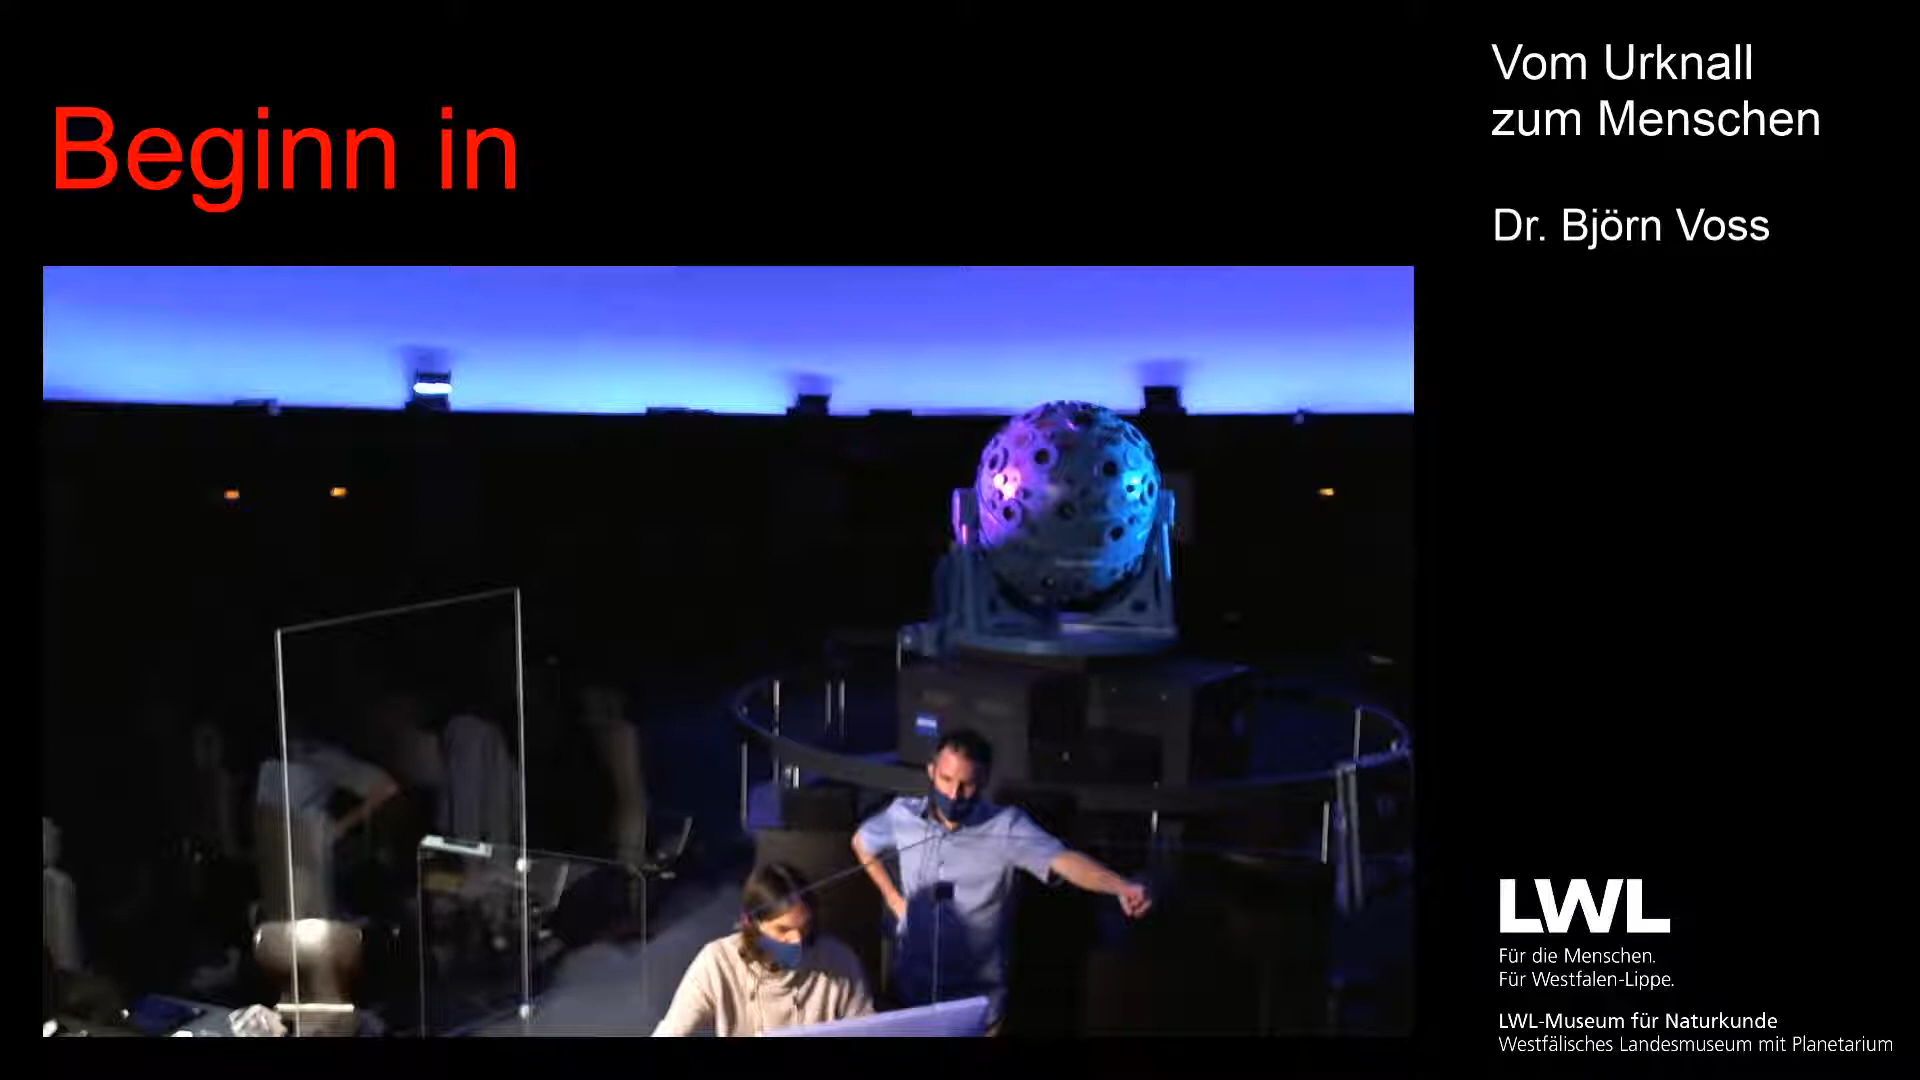 Beginn in
Vom Urknall
zum Menschen
Dr. Björn Voss
LWL
Für die Menschen.
Für Westfalen-Lippe.
LWL-Museum für Naturkunde
Westfälisches Landesmuseum mit Planetarium